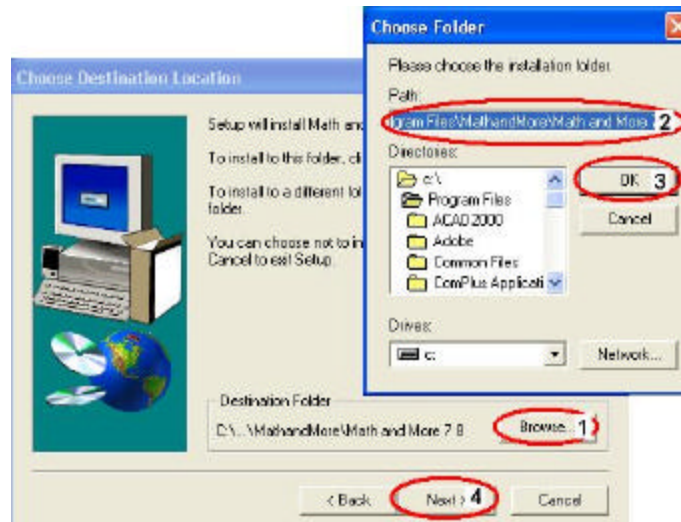 Choose Destination Location
Setup will install Math and
To install to this folder, cli
To install to a different fol
folder.
You can choose not to in
Cancel to exit Setup.
Destination Folder
C:\...\MathandMore\Math and More 7 8
Browse... 1
< Back
Next > 4
Cancel
Choose Folder
Please choose the installation folder.
Path:
gram Files\MathandMore\Math and More 2
Directories:
c:\
Program Files
ACAD 2000
Adobe
Common Files
ComPlus Applicati
OK 3
Cancel
Drives:
c:
Network...